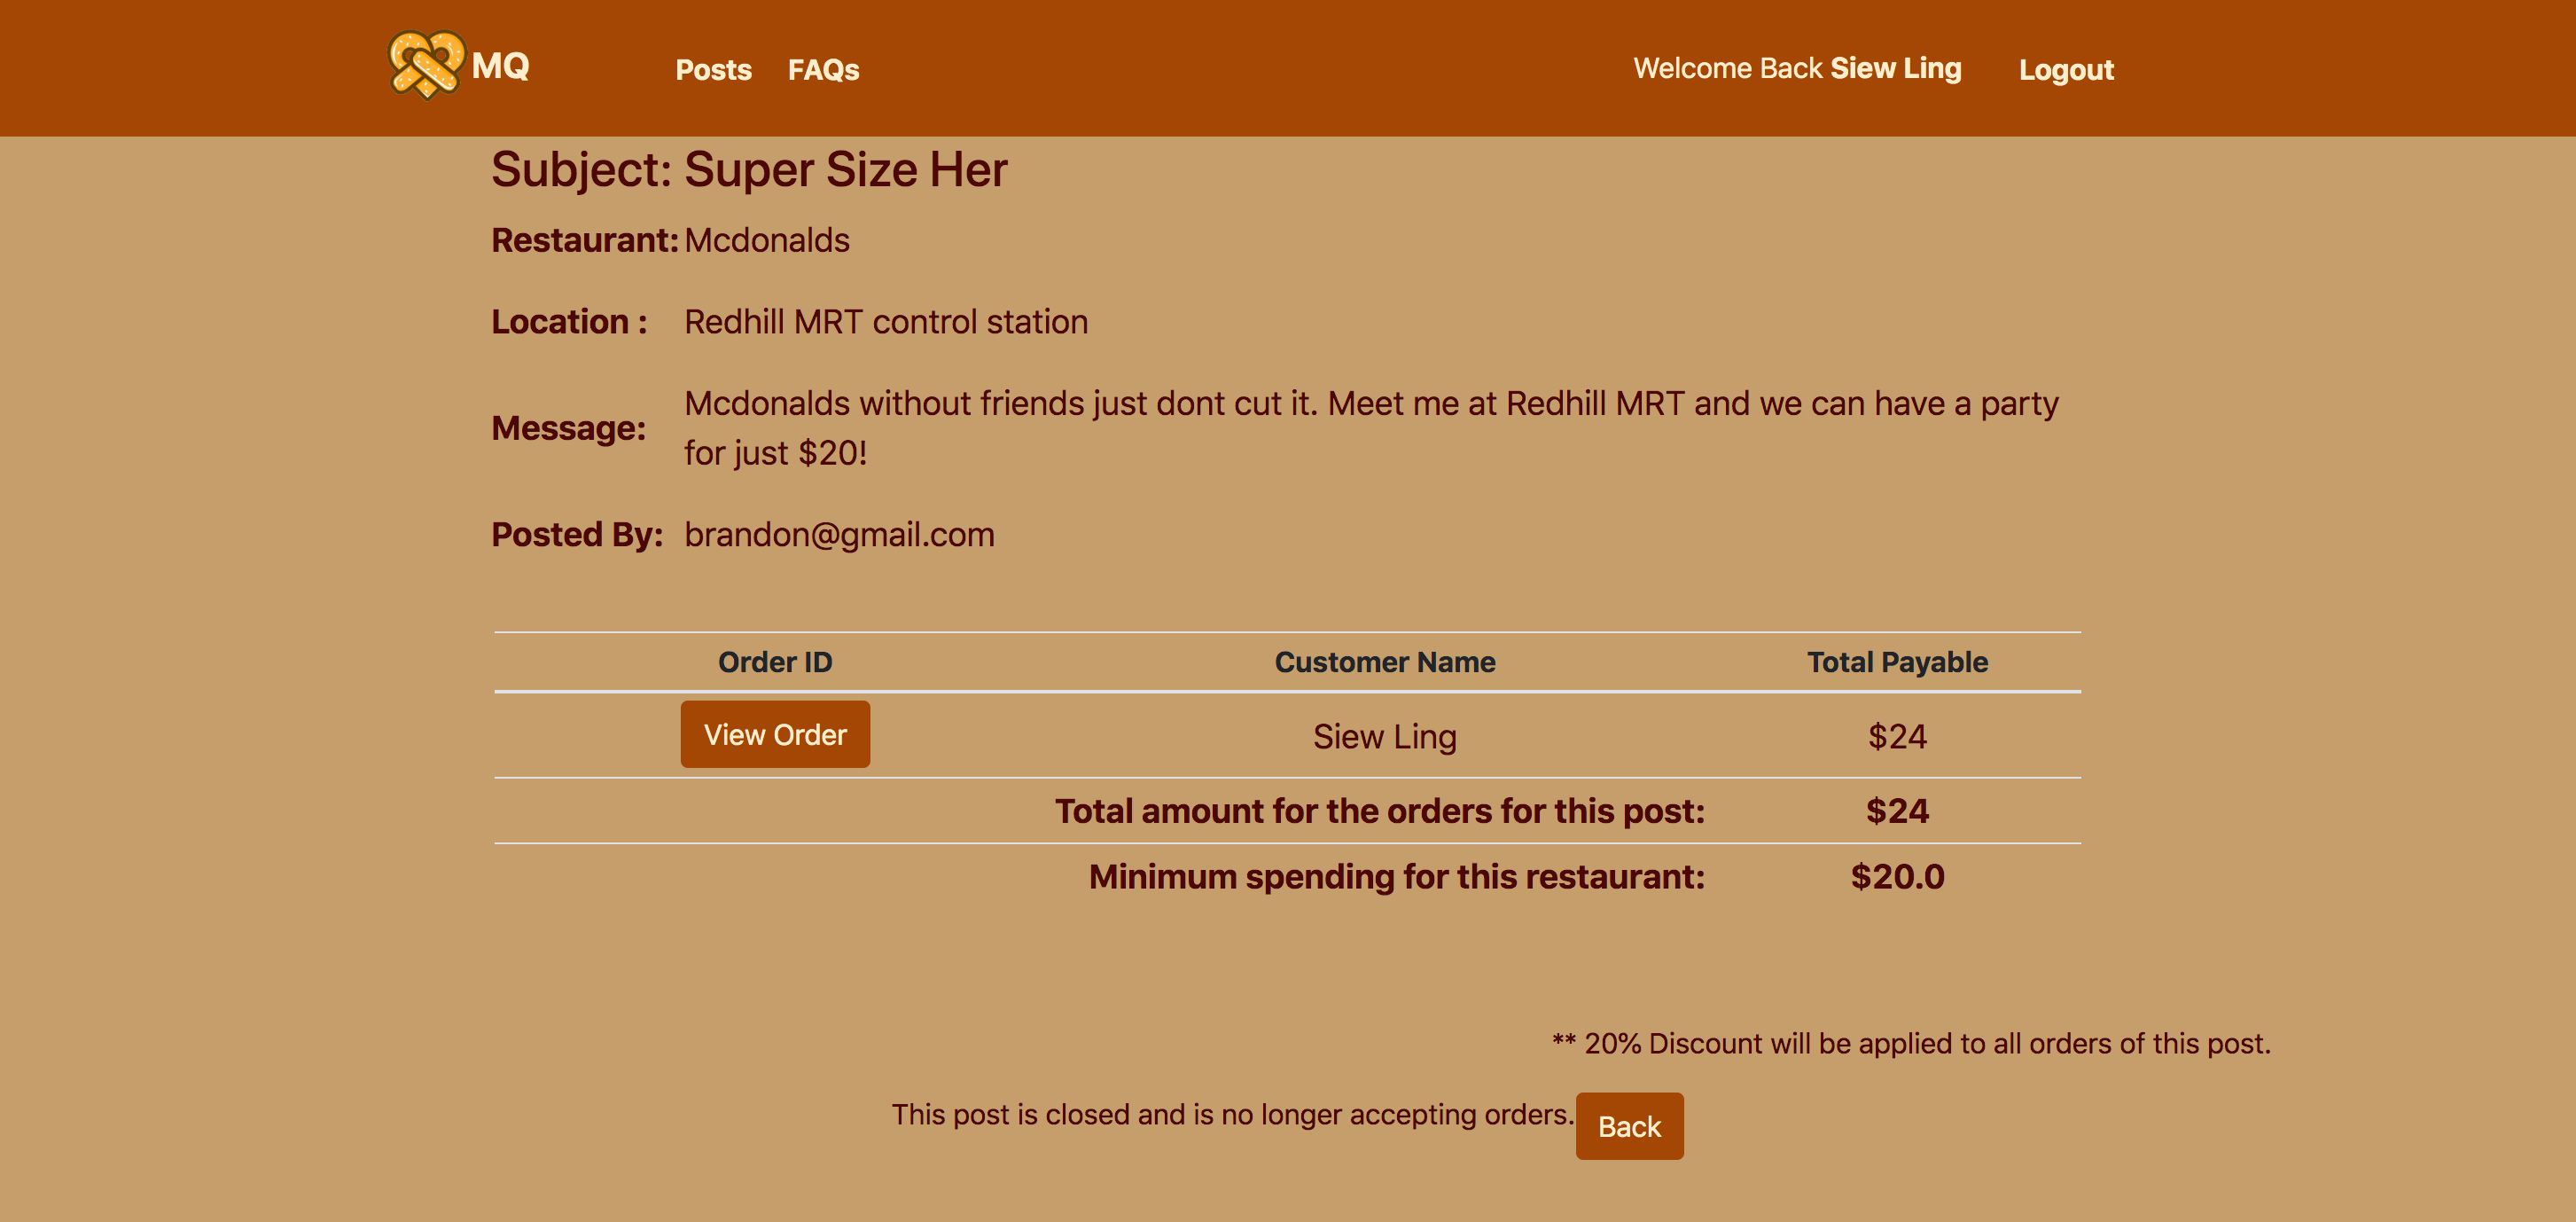 MQ Posts FAQs Welcome Back Siew Ling Logout
Subject: Super Size Her
Restaurant: Mcdonalds
Location : Redhill MRT control station
Message: Mcdonalds without friends just dont cut it. Meet me at Redhill MRT and we can have a party
for just $20!
Posted By: brandon@gmail.com
Order ID Customer Name Total Payable
View Order Siew Ling $24
Total amount for the orders for this post: $24
Minimum spending for this restaurant: $20.0
** 20% Discount will be applied to all orders of this post.
This post is closed and is no longer accepting orders. Back